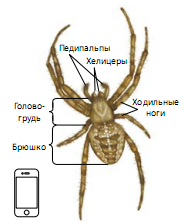 Педипальпы
Хелицеры
Голово-
грудь
Ходильные
ноги
Брюшко